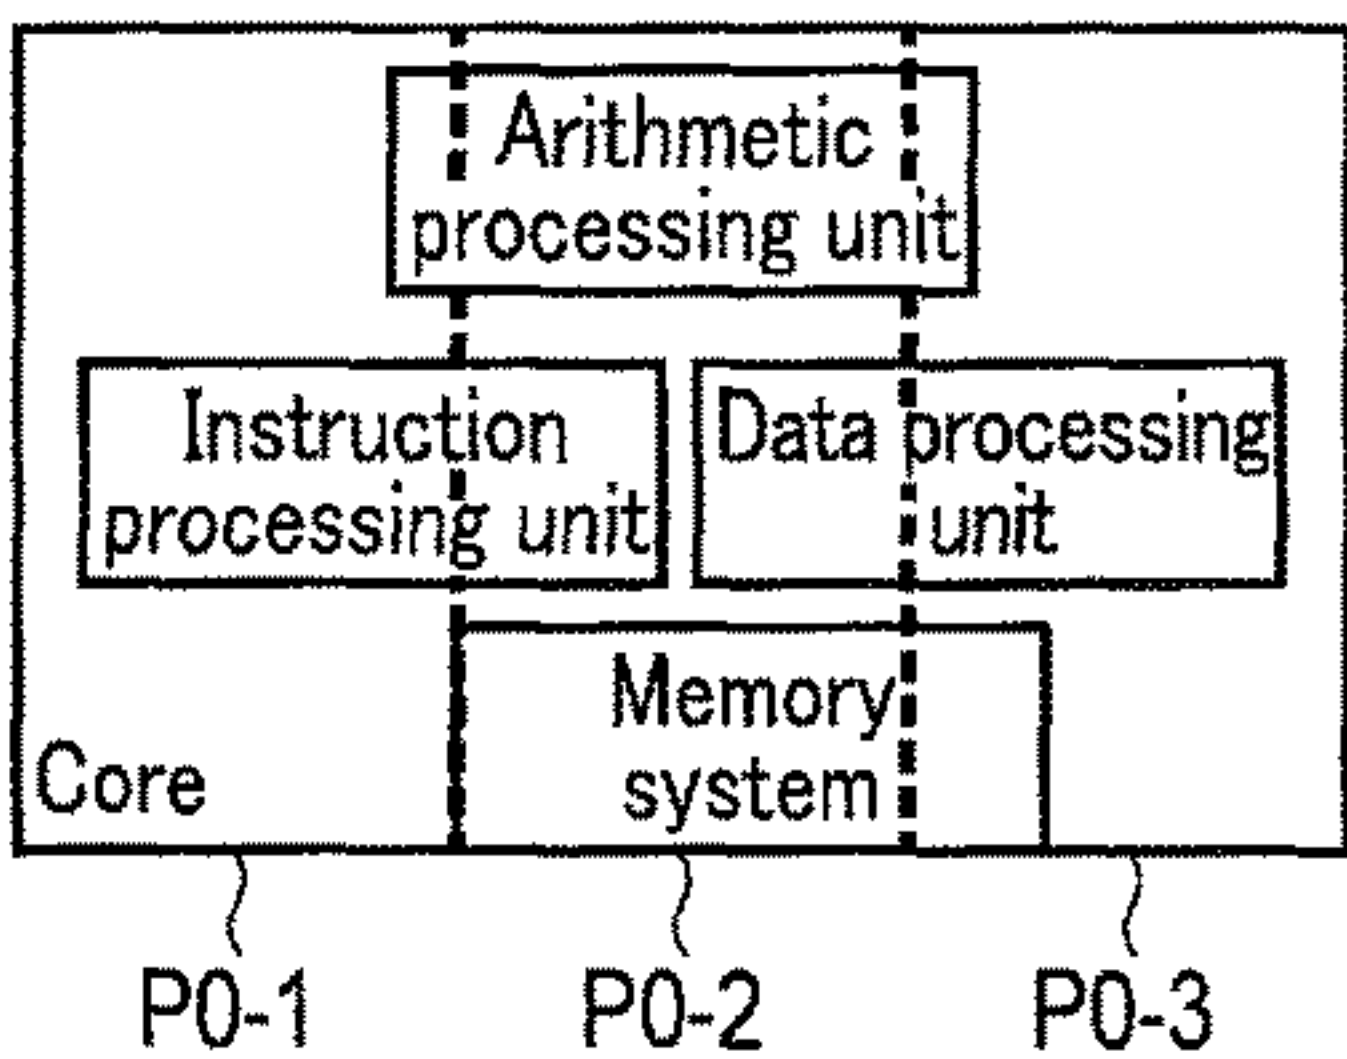 Arithmetic
processing unit
Instruction
processing unit
Data processing
unit
Memory
system
Core
P0-1
P0-2
P0-3